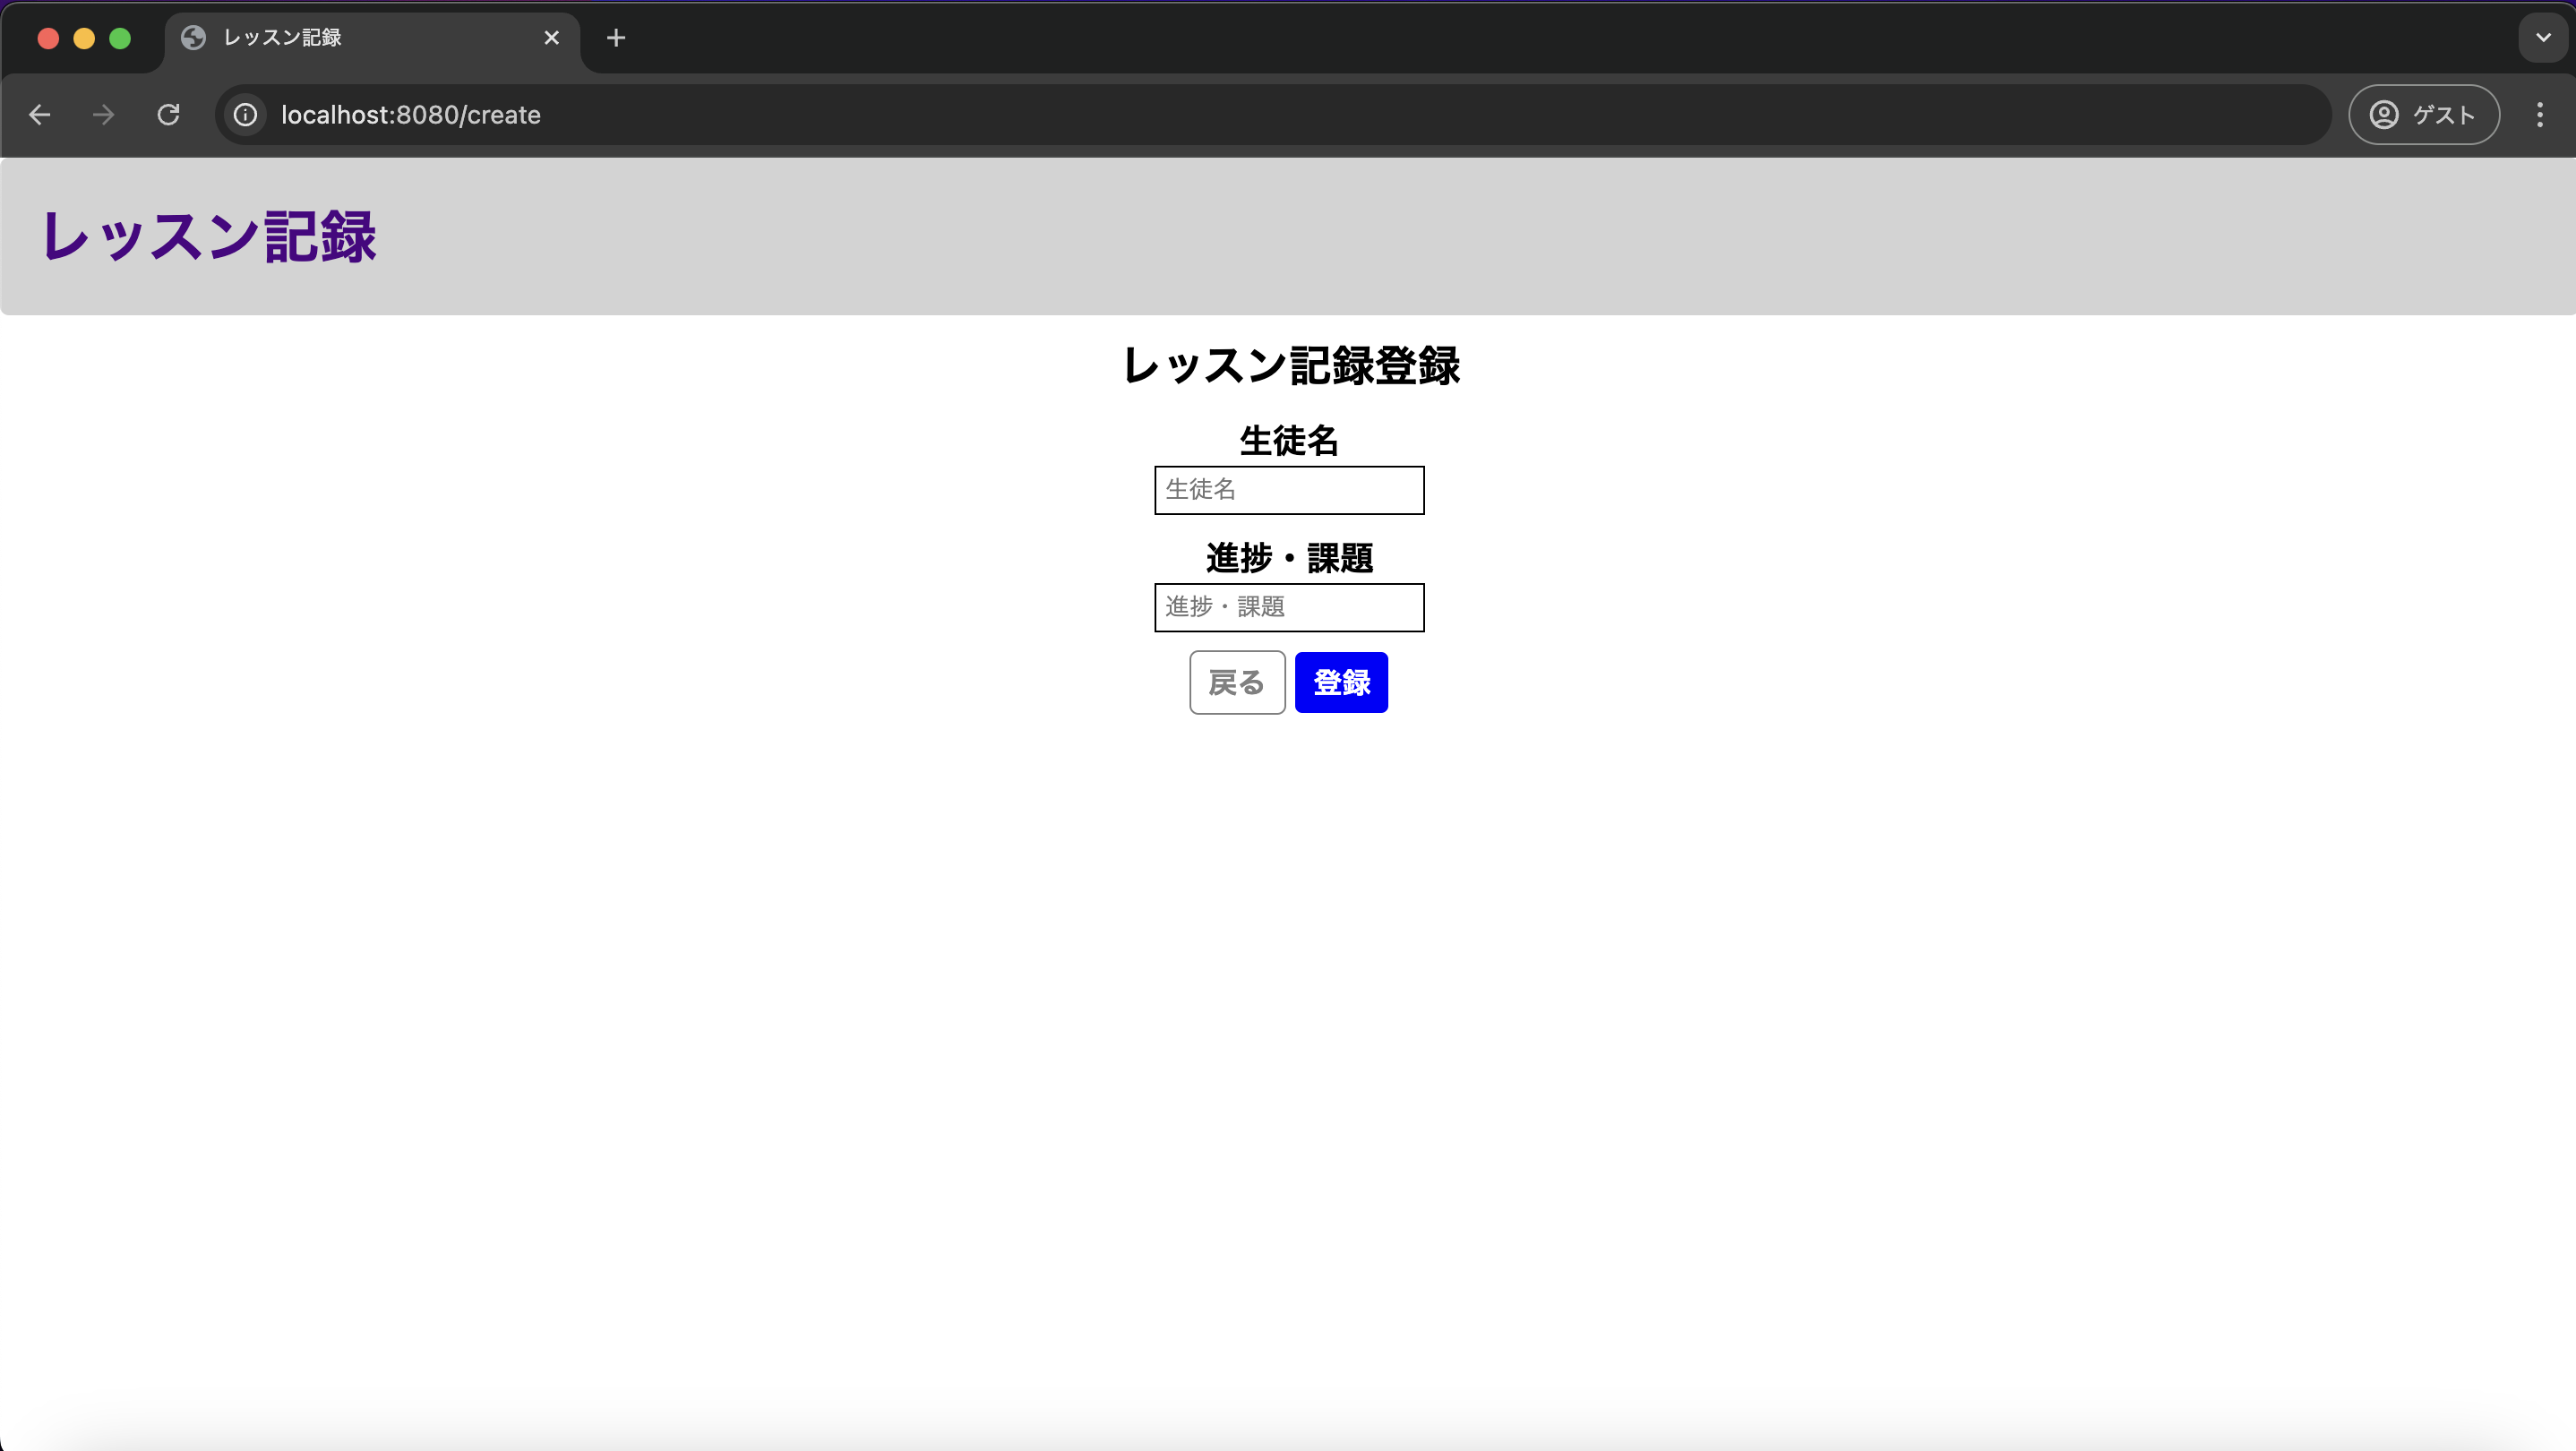 レッスン記録
localhost:8080/create
ゲスト
レッスン記録
レッスン記録登録
生徒名
生徒名
進捗・課題
進捗・課題
戻る 登録